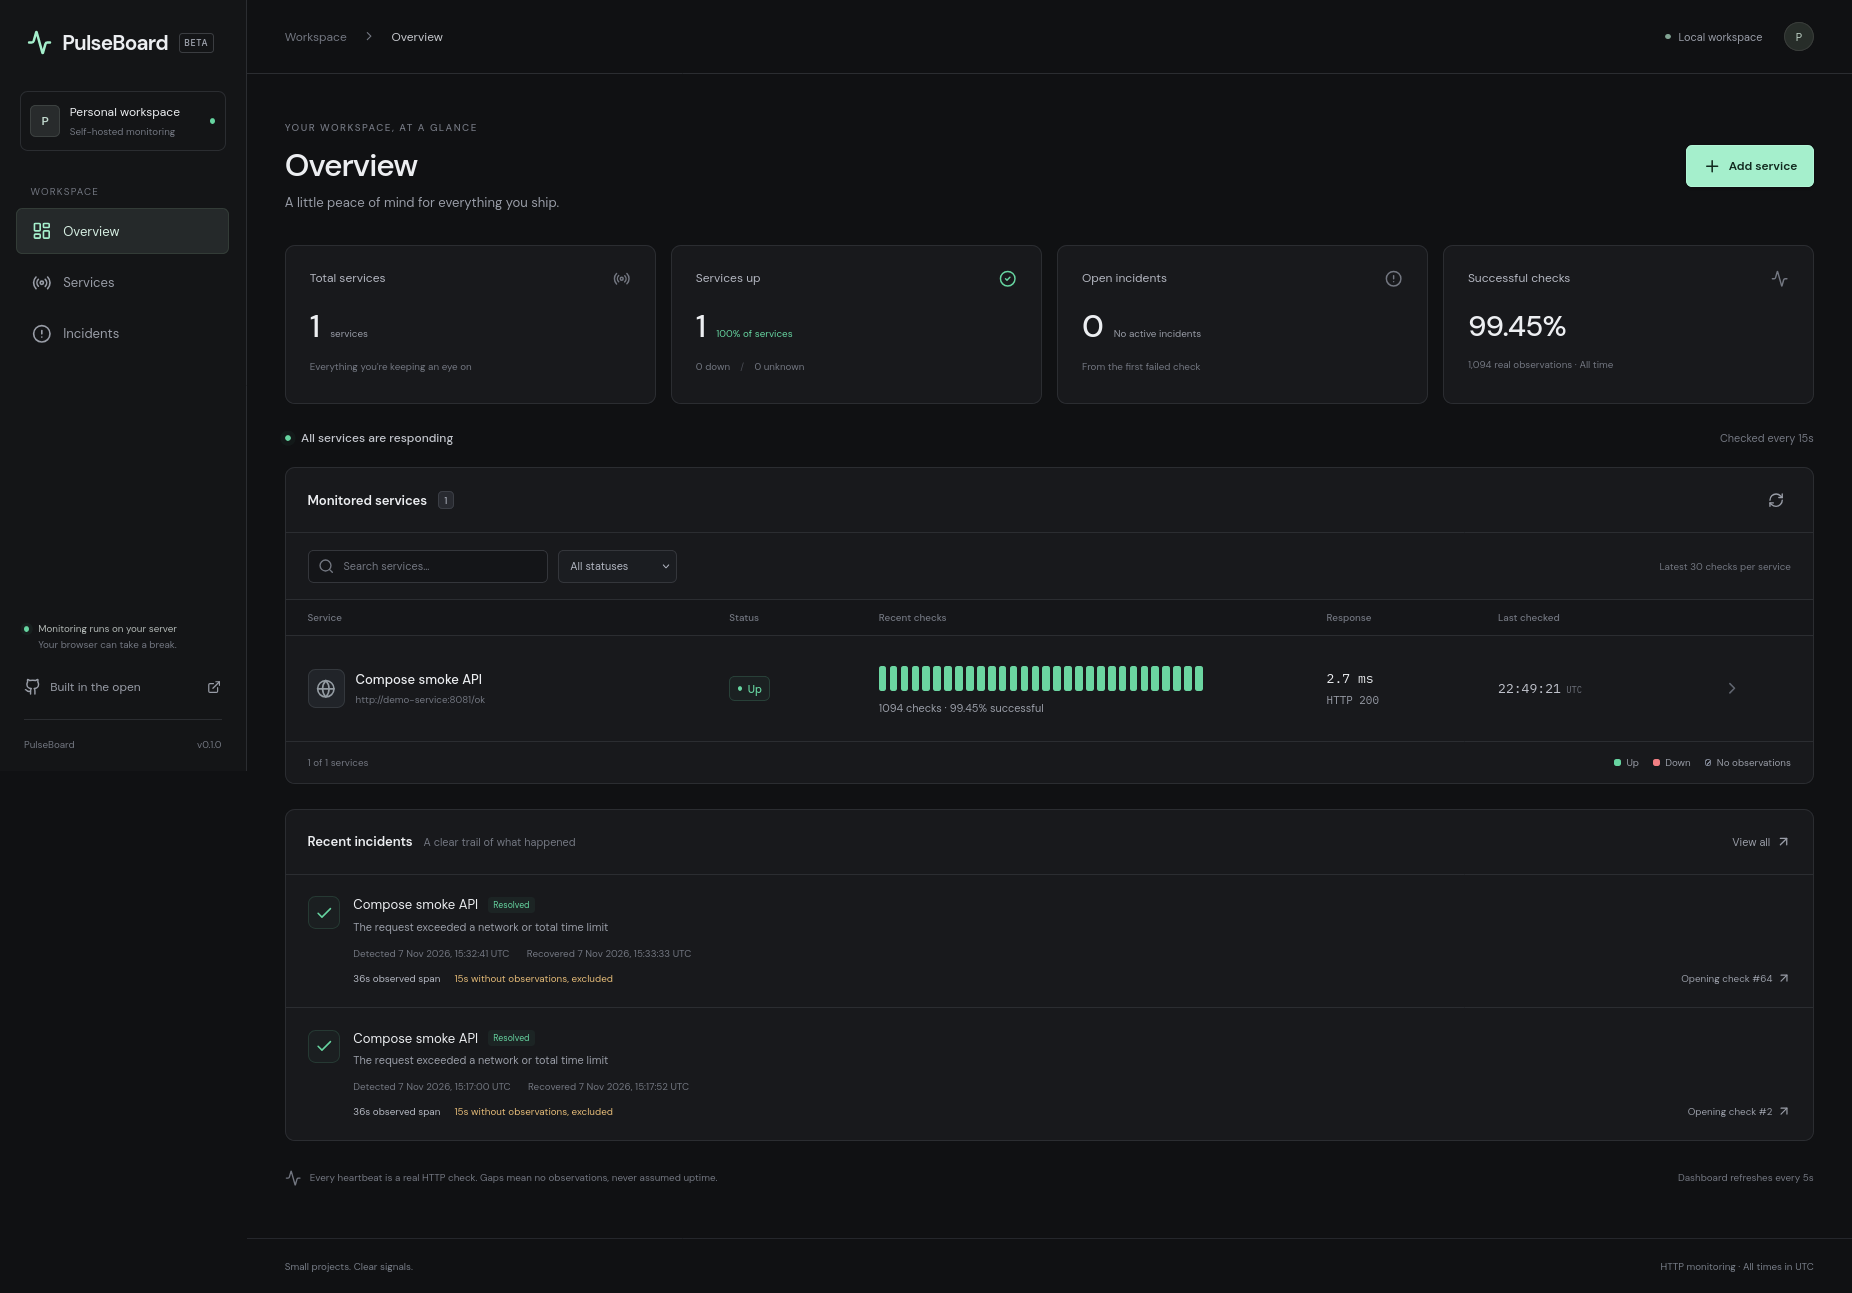 PulseBoard BETA
P
Personal workspace
Self-hosted monitoring
WORKSPACE
Overview
Services
Incidents
Monitoring runs on your server
Your browser can take a break.
Built in the open
PulseBoard v0.1.0
Workspace Overview
Local workspace P
YOUR WORKSPACE, AT A GLANCE
Overview
A little peace of mind for everything you ship.
Add service
Total services
1 services
Everything you're keeping an eye on
Services up
1 100% of services
0 down / 0 unknown
Open incidents
0 No active incidents
From the first failed check
Successful checks
99.45%
1,094 real observations · All time
All services are responding
Checked every 15s
Monitored services 1
Search services...
All statuses
Latest 30 checks per service
Service Status Recent checks Response Last checked
Compose smoke API
http://demo-service:8081/ok
Up
1094 checks · 99.45% successful
2.7 ms
HTTP 200
22:49:21 UTC
1 of 1 services
Up Down No observations
Recent incidents A clear trail of what happened
View all
Compose smoke API Resolved
The request exceeded a network or total time limit
Detected 7 Nov 2026, 15:32:41 UTC Recovered 7 Nov 2026, 15:33:33 UTC
36s observed span 15s without observations, excluded
Opening check #64
Compose smoke API Resolved
The request exceeded a network or total time limit
Detected 7 Nov 2026, 15:17:00 UTC Recovered 7 Nov 2026, 15:17:52 UTC
36s observed span 15s without observations, excluded
Opening check #2
Every heartbeat is a real HTTP check. Gaps mean no observations, never assumed uptime.
Dashboard refreshes every 5s
Small projects. Clear signals.
HTTP monitoring · All times in UTC